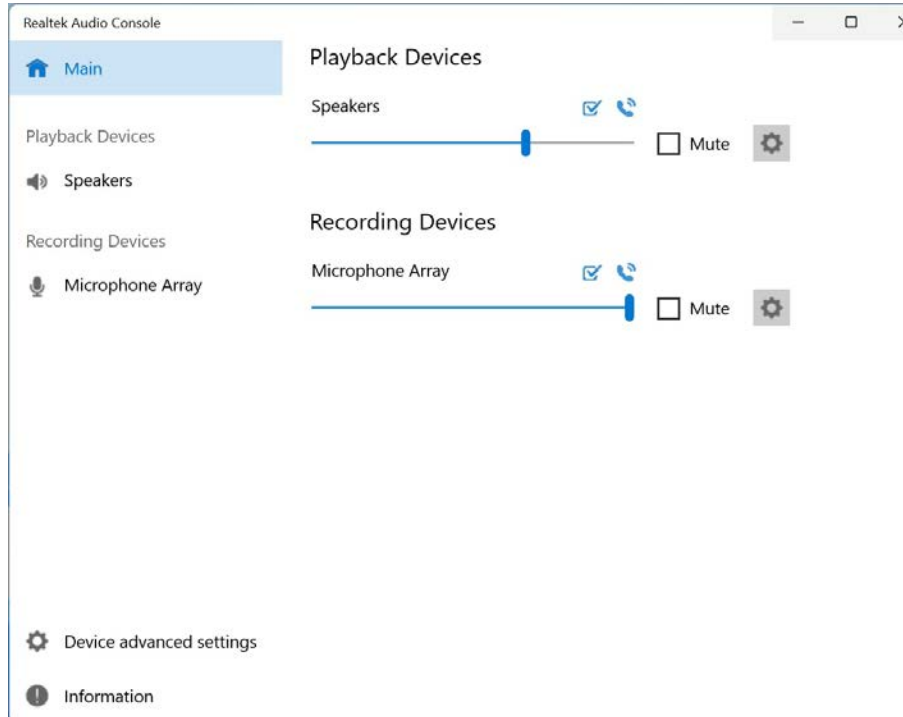 Realtek Audio Console
Main
Playback Devices
Speakers
Recording Devices
Microphone Array
Device advanced settings
Information
Playback Devices
Speakers
Mute
Recording Devices
Microphone Array
Mute